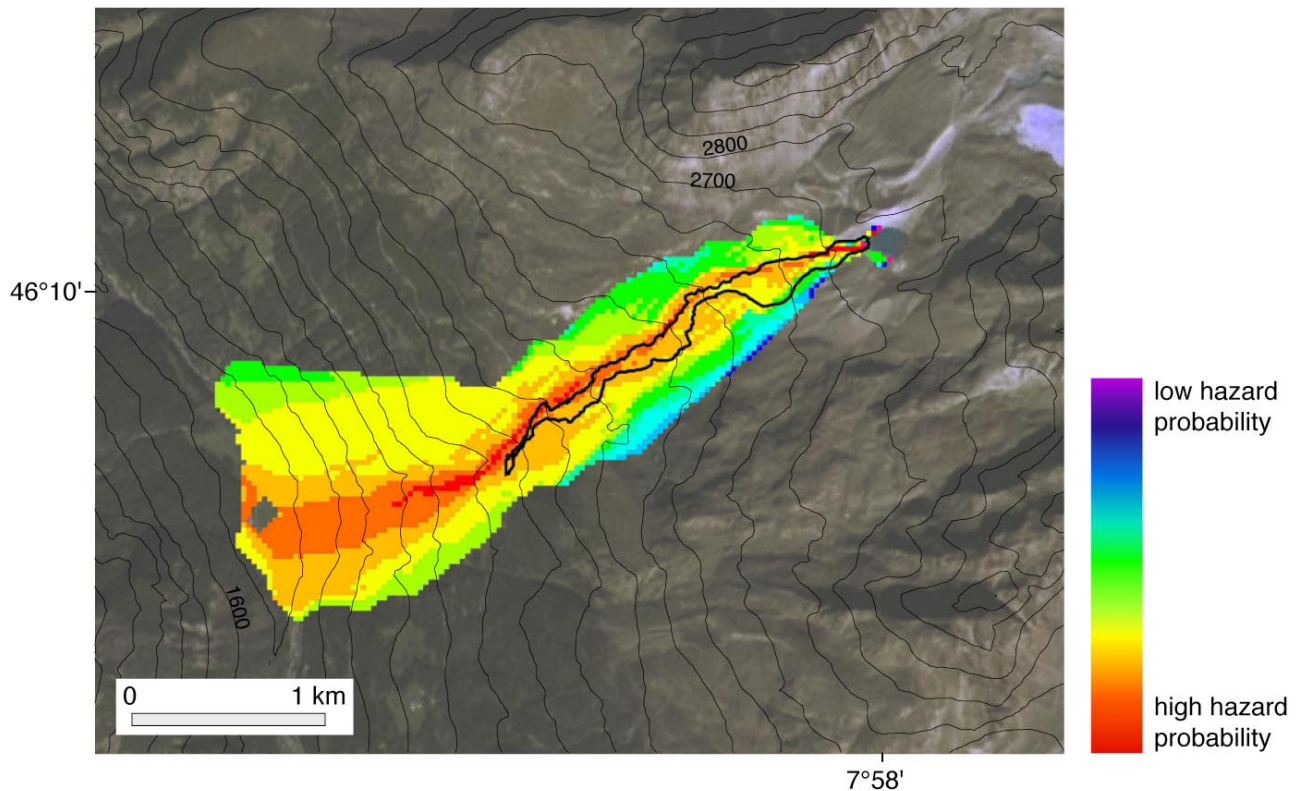 2800
2700
46°10'
low hazard
probability
1600
0 1 km
high hazard
probability
7°58'